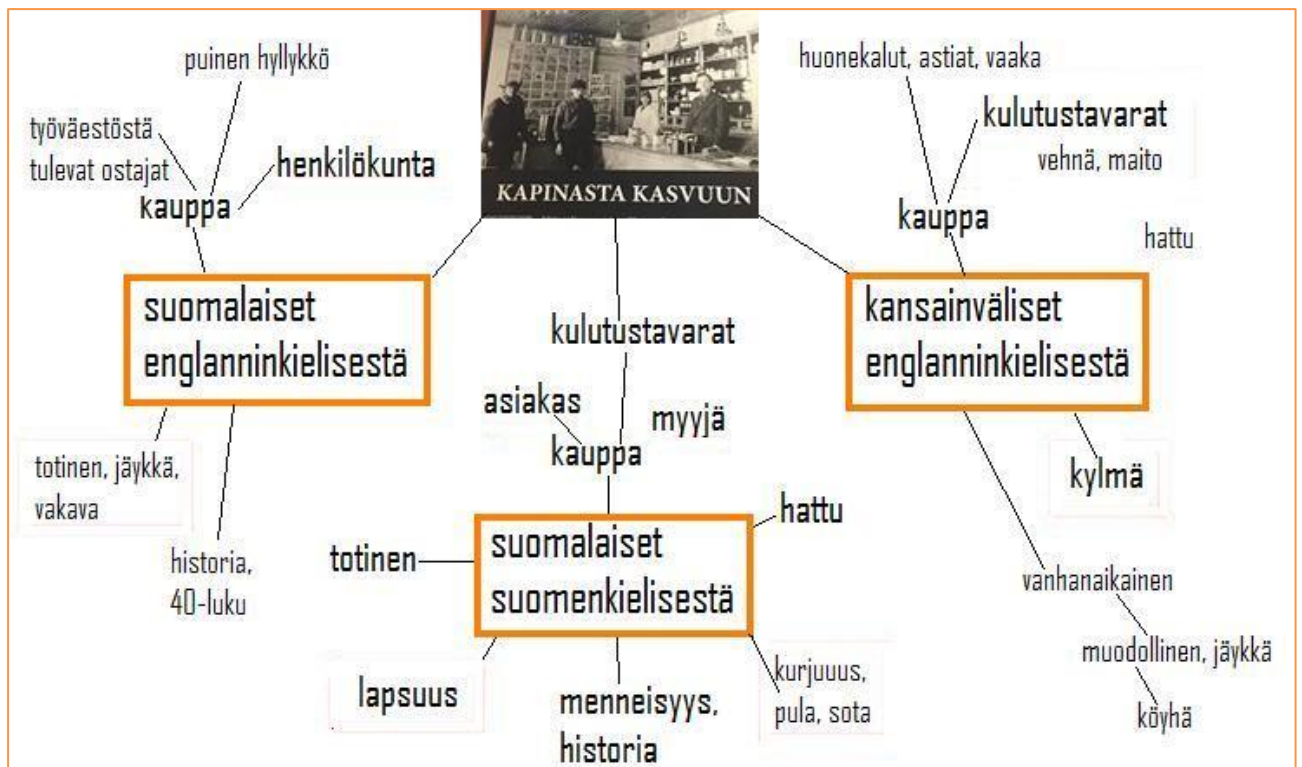 puinen hyllykkö
työväestöstä
tulevat ostajat
henkilökunta
kauppa
suomalaiset
englanninkielisestä
totinen, jäykkä,
vakava
historia,
40-luku
KAPINASTA KASVUUN
kulutustavarat
asiakas
myyjä
kauppa
hattu
totinen
suomalaiset
suomenkielisestä
lapsuus
menneisyys,
historia
kurjuuus,
pula, sota
huonekalut, astiat, vaaka
kulutustavarat
vehnä, maito
kauppa
hattu
kansainväliset
englanninkielisestä
kylmä
vanhanaikainen
muodollinen, jäykkä
köyhä